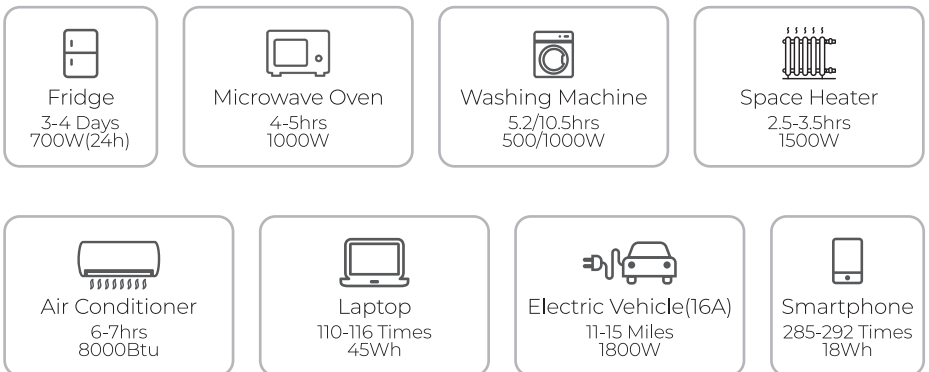 Fridge
3-4 Days
700W(24h)
Microwave Oven
4-5hrs
1000W
Washing Machine
5.2/10.5hrs
500/1000W
Space Heater
2.5-3.5hrs
1500W
Air Conditioner
6-7hrs
8000Btu
Laptop
110-116 Times
45Wh
Electric Vehicle(16A)
11-15 Miles
1800W
Smartphone
285-292 Times
18Wh